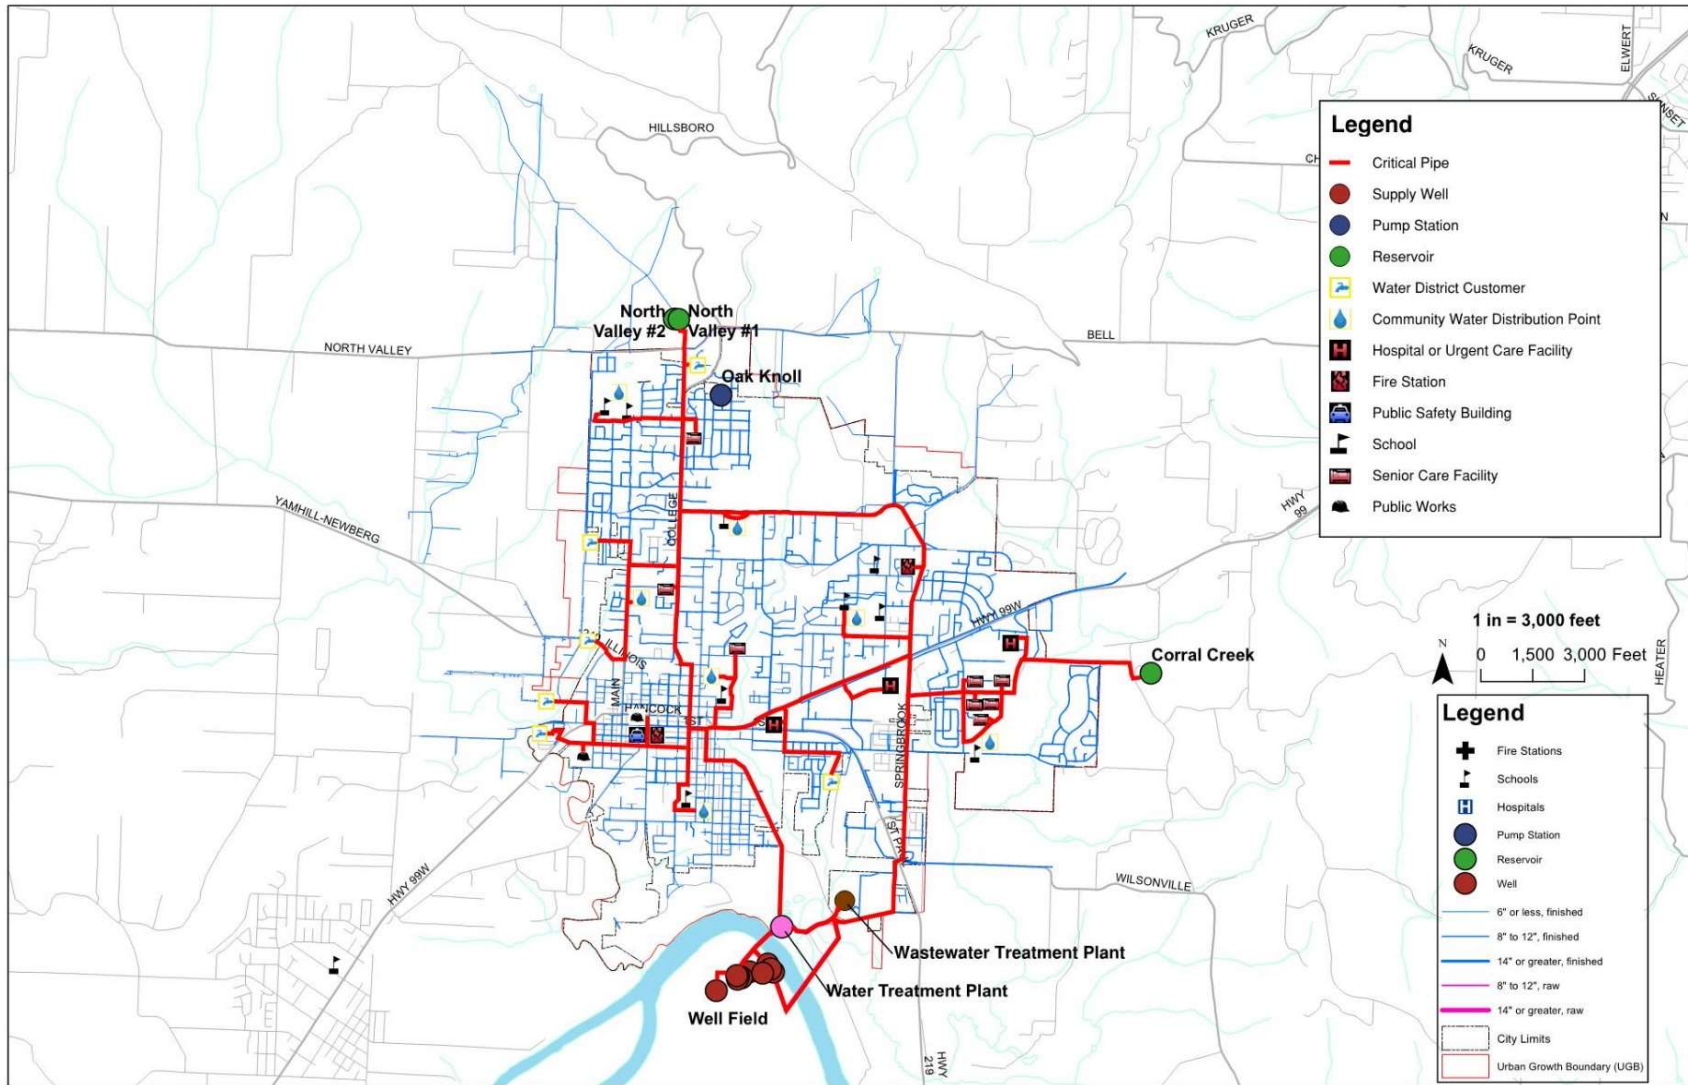 KRUGER
KRUGER
ELWERT
SUNSET
HILLSBORO
CH
N
Legend
Critical Pipe
Supply Well
Pump Station
Reservoir
Water District Customer
Community Water Distribution Point
Hospital or Urgent Care Facility
Fire Station
Public Safety Building
School
Senior Care Facility
Public Works
North
Valley #2
North
Valley #1
NORTH VALLEY
BELL
Oak Knoll
COLLEGE
YAMHILL-NEWBERG
HWY
99
HWY 99W
240
ILLINOIS
MAIN
HANCOCK
1ST
SPRINGBROOK
Corral Creek
1 in = 3,000 feet
N
0 1,500 3,000 Feet
HEATER
HWY 99W
WILSONVILLE
Wastewater Treatment Plant
Water Treatment Plant
Well Field
HWY
219
Legend
Fire Stations
Schools
Hospitals
Pump Station
Reservoir
Well
6" or less, finished
8" to 12", finished
14" or greater, finished
8" to 12", raw
14" or greater, raw
City Limits
Urban Growth Boundary (UGB)